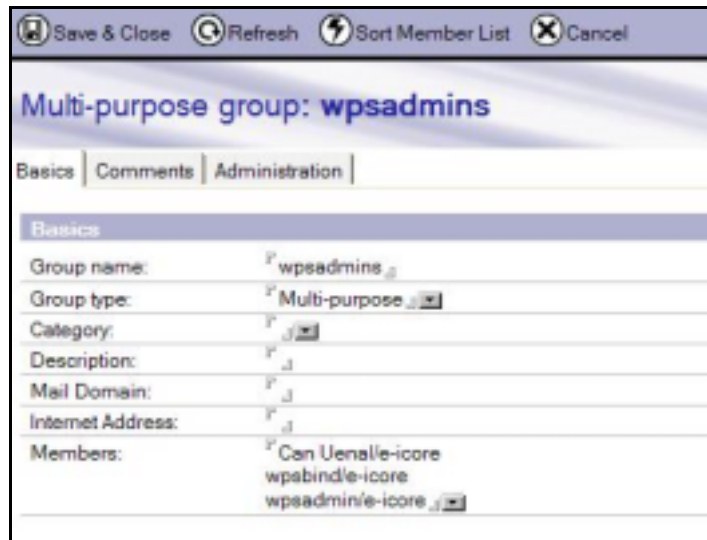 Save & Close Refresh Sort Member List Cancel
Multi-purpose group: wpsadmins
Basics Comments Administration
Basics
Group name: wpsadmins
Group type: Multi-purpose
Category:
Description:
Mail Domain:
Internet Address:
Members: Can Uenal/e-icore
wpsbind/e-icore
wpsadmin/e-icore